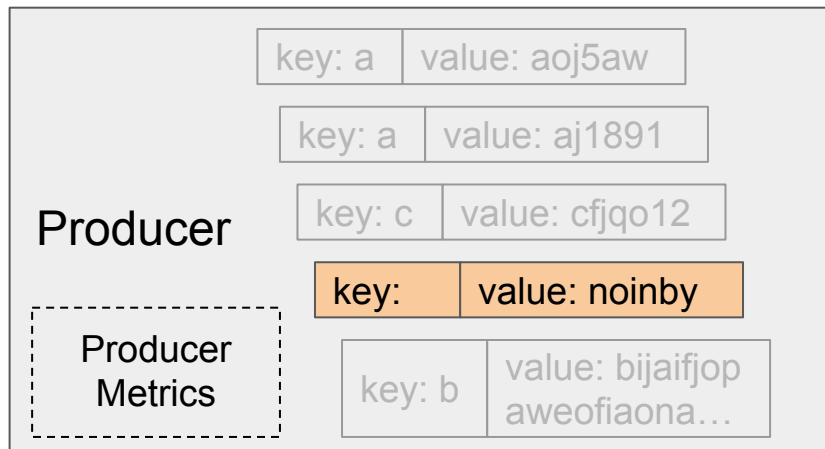 key: a value: aoj5aw
key: a value: aj1891
key: c value: cfjqo12
Producer
key: value: noinby
Producer
Metrics
key: b value: bijaifjop
aweofiaona…